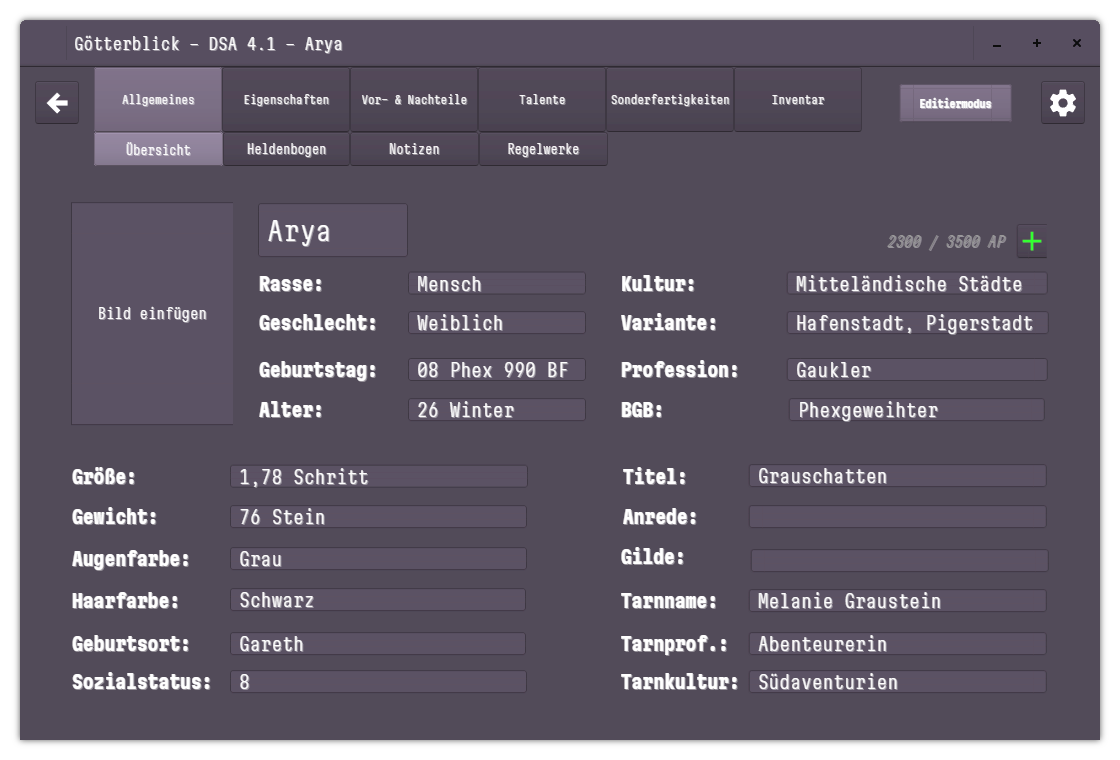 Götterblick – DSA 4.1 – Arya
Allgemeines
Eigenschaften
Vor- & Nachteile
Talente
Sonderfertigkeiten
Inventar
Editiermodus
Übersicht
Heldenbogen
Notizen
Regelwerke
Bild einfügen
Arya
2300 / 3500 AP
Rasse: Mensch
Kultur: Mitteländische Städte
Geschlecht: Weiblich
Variante: Hafenstadt, Pigerstadt
Geburtstag: 08 Phex 990 BF
Profession: Gaukler
Alter: 26 Winter
BGB: Phexgeweihter
Größe: 1,78 Schritt
Titel: Grauschatten
Gewicht: 76 Stein
Anrede:
Augenfarbe: Grau
Gilde:
Haarfarbe: Schwarz
Tarnname: Melanie Graustein
Geburtsort: Gareth
Tarnprof.: Abenteurerin
Sozialstatus: 8
Tarnkultur: Südaventurien